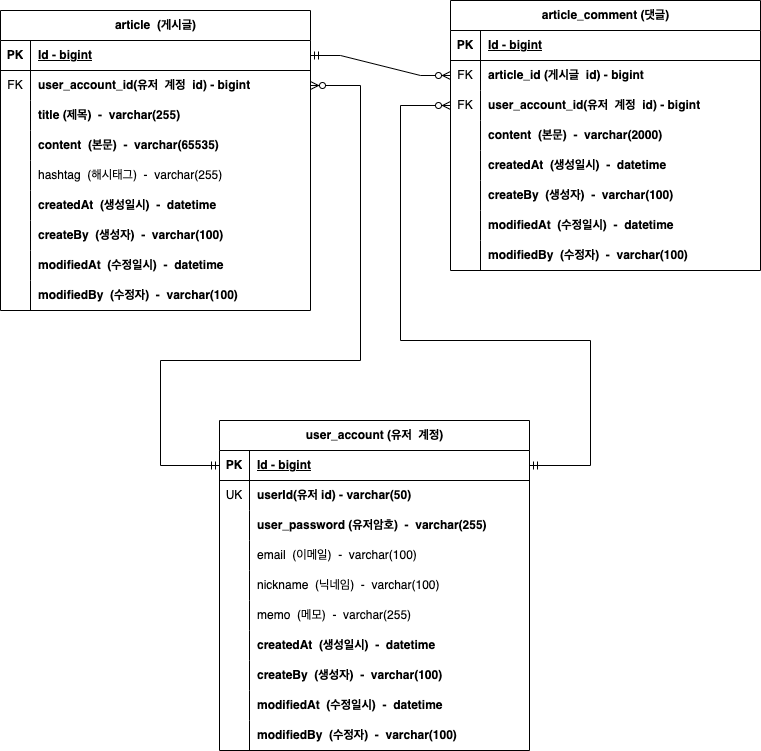 article (게시글)
PK Id - bigint
FK user_account_id(유저 계정 id) - bigint
title (제목) - varchar(255)
content (본문) - varchar(65535)
hashtag (해시태그) - varchar(255)
createdAt (생성일시) - datetime
createBy (생성자) - varchar(100)
modifiedAt (수정일시) - datetime
modifiedBy (수정자) - varchar(100)
article_comment (댓글)
PK Id - bigint
FK article_id (게시글 id) - bigint
FK user_account_id(유저 계정 id) - bigint
content (본문) - varchar(2000)
createdAt (생성일시) - datetime
createBy (생성자) - varchar(100)
modifiedAt (수정일시) - datetime
modifiedBy (수정자) - varchar(100)
user_account (유저 계정)
PK Id - bigint
UK userId(유저 id) - varchar(50)
user_password (유저암호) - varchar(255)
email (이메일) - varchar(100)
nickname (닉네임) - varchar(100)
memo (메모) - varchar(255)
createdAt (생성일시) - datetime
createBy (생성자) - varchar(100)
modifiedAt (수정일시) - datetime
modifiedBy (수정자) - varchar(100)